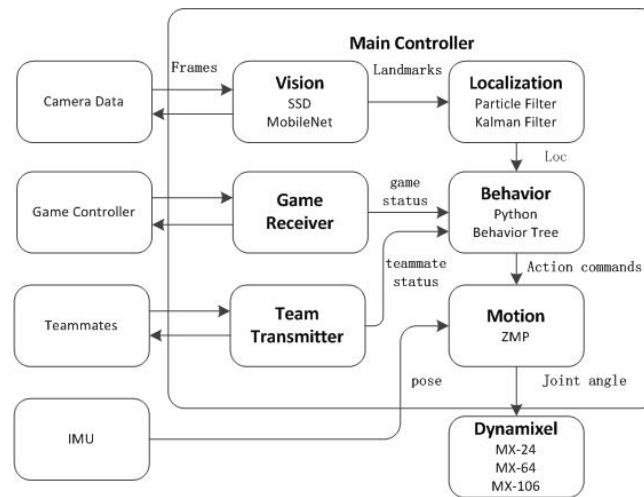 Main Controller
Camera Data
Frames
Vision
SSD
MobileNet
Landmarks
Localization
Particle Filter
Kalman Filter
Loc
Game Controller
Game
Receiver
game
status
Behavior
Python
Behavior Tree
teammate
status
Action commands
Teammates
Team
Transmitter
Motion
ZMP
pose
Joint angle
IMU
Dynamixel
MX-24
MX-64
MX-106